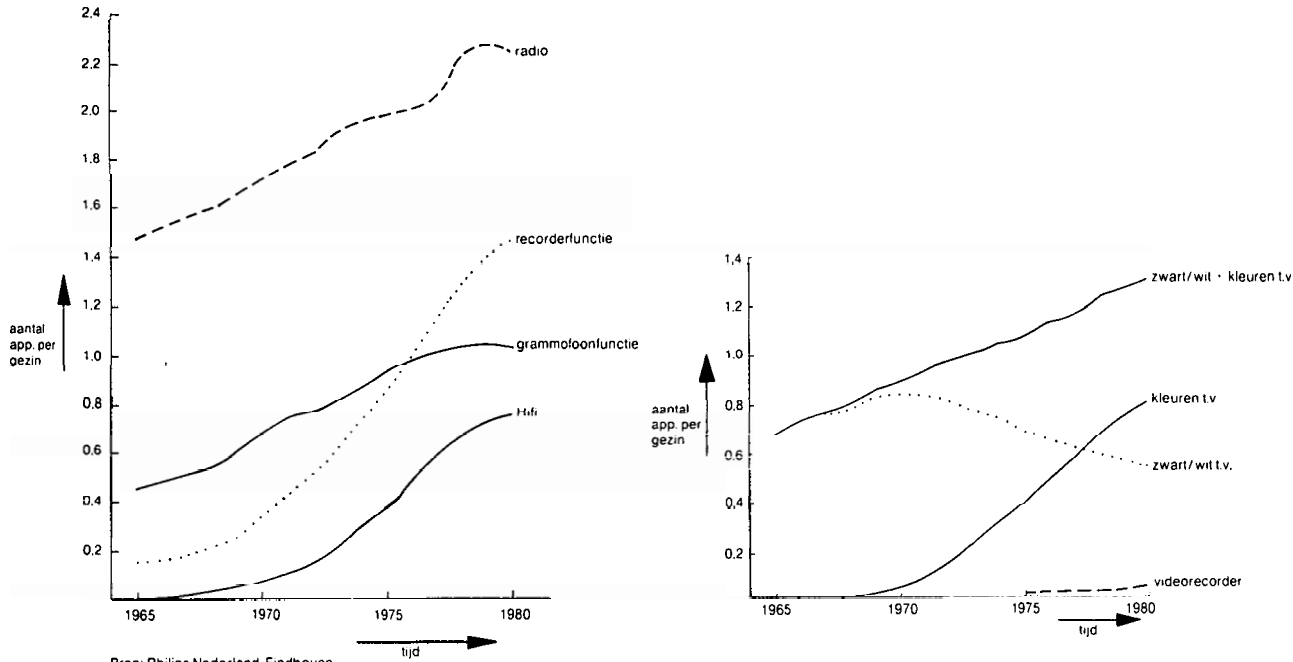 2.4
2.2
2.0
1.8
1.6
1.4
1.2
1.0
0.8
0.6
0.4
0.2
aantal
app. per
gezin
radio
recorderfunctie
grammofoonfunctie
Hifi
1965
1970
1975
1980
tijd
Bron: Philips Nederland, Eindhoven
1,4
1.2
1.0
0.8
0.6
0.4
0.2
aantal
app. per
gezin
zwart/wit + kleuren t.v
kleuren t.v
zwart/wit t.v.
videorecorder
1965
1970
1975
1980
tijd